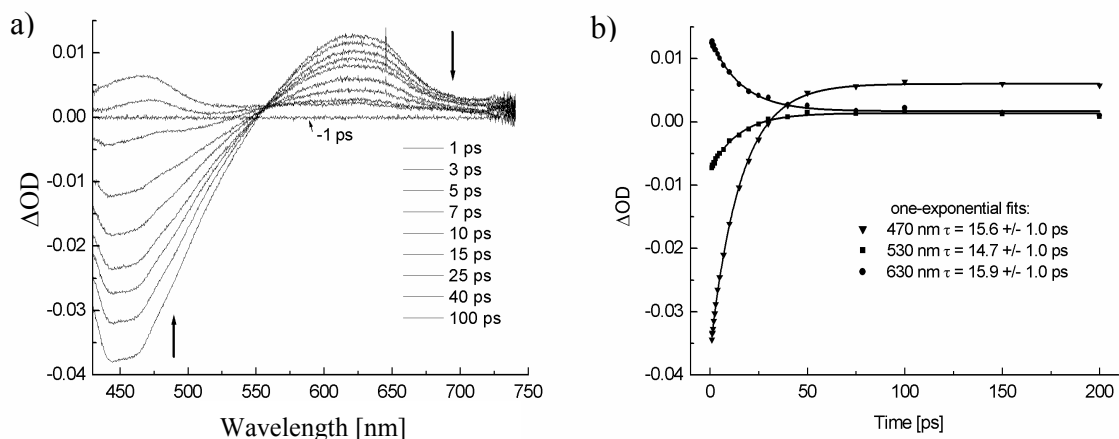 a)
0.01
0.00
-0.01
-0.02
-0.03
-0.04
ΔOD
-1 ps
1 ps
3 ps
5 ps
7 ps
10 ps
15 ps
25 ps
40 ps
100 ps
450 500 550 600 650 700 750
Wavelength [nm]
b)
0.01
0.00
-0.01
-0.02
-0.03
-0.04
ΔOD
one-exponential fits:
470 nm τ = 15.6 +/- 1.0 ps
530 nm τ = 14.7 +/- 1.0 ps
630 nm τ = 15.9 +/- 1.0 ps
0 50 100 150 200
Time [ps]